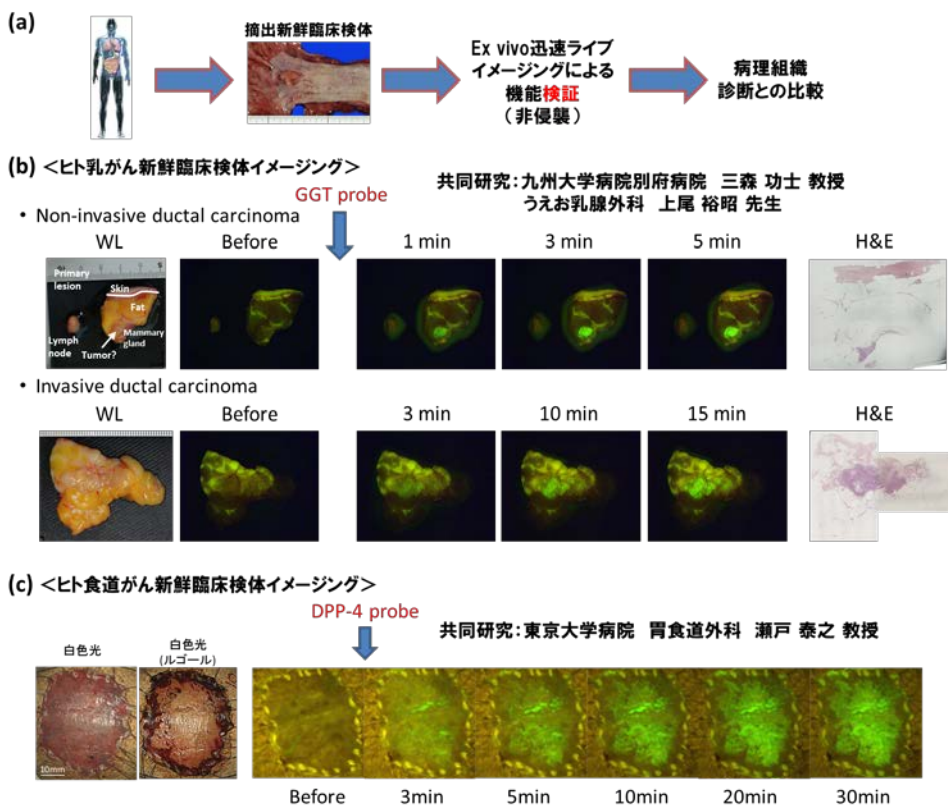 (a)
摘出新鮮臨床検体
Ex vivo迅速ライブ
イメージングによる
機能検証
(非侵襲)
病理組織
診断との比較
(b) <ヒト乳がん新鮮臨床検体イメージング>
GGT probe
共同研究：九州大学病院別府病院 三森 功士 教授
うえお乳腺外科 上尾 裕昭 先生
• Non-invasive ductal carcinoma
WL
Before
1 min
3 min
5 min
H&E
Primary
lesion
Skin
Fat
Lymph
node
Mammary
gland
Tumor?
• Invasive ductal carcinoma
WL
Before
3 min
10 min
15 min
H&E
(c) <ヒト食道がん新鮮臨床検体イメージング>
DPP-4 probe
共同研究：東京大学病院 胃食道外科 瀬戸 泰之 教授
白色光
白色光
(ルゴール)
10mm
Before
3min
5min
10min
20min
30min